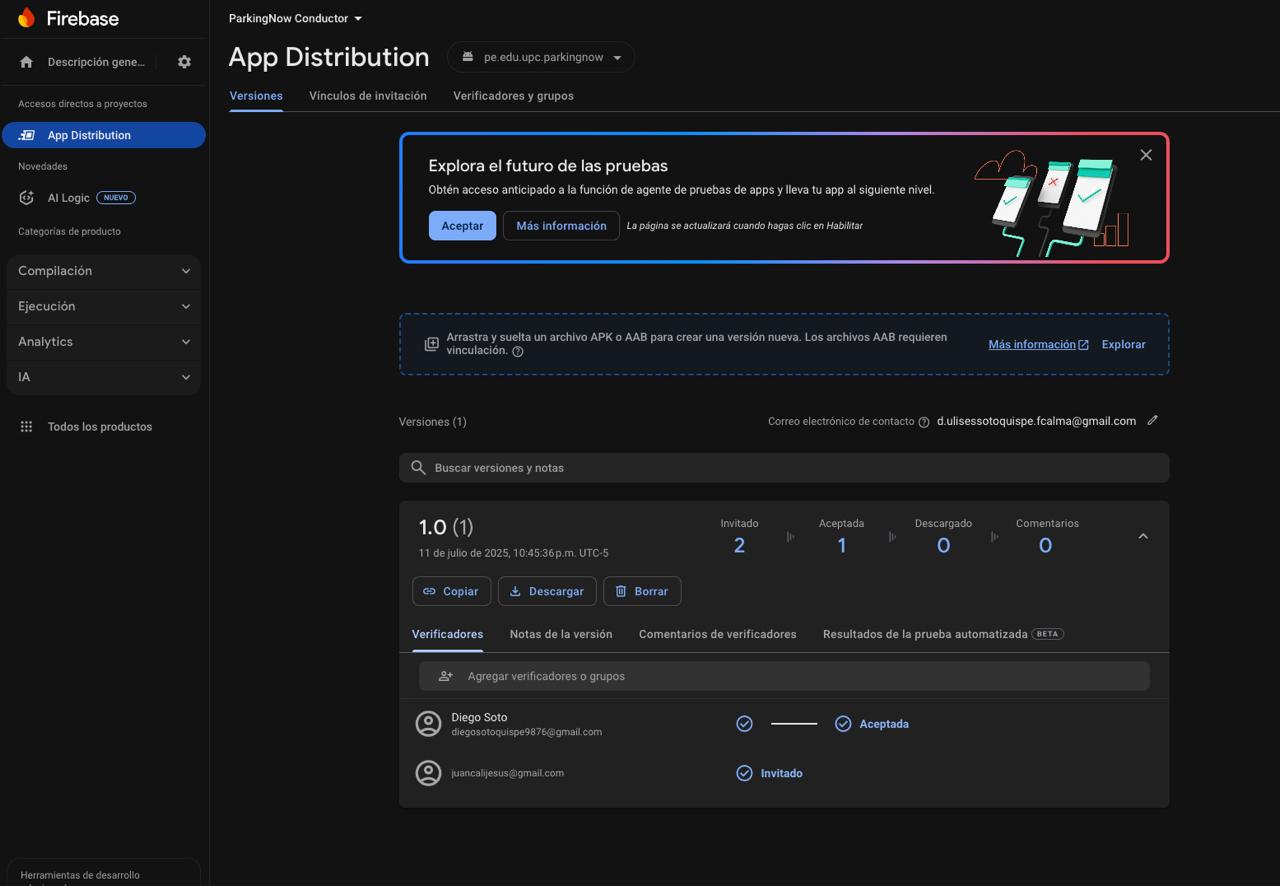 Firebase
ParkingNow Conductor
Descripción gene...
App Distribution
pe.edu.upc.parkingnow
Accesos directos a proyectos
Versiones
Vínculos de invitación
Verificadores y grupos
App Distribution
Novedades
AI Logic
NUEVO
Categorías de producto
Compilación
Ejecución
Analytics
IA
Todos los productos
Explora el futuro de las pruebas
Obtén acceso anticipado a la función de agente de pruebas de apps y lleva tu app al siguiente nivel.
Aceptar
Más información
La página se actualizará cuando hagas clic en Habilitar
Arrastra y suelta un archivo APK o AAB para crear una versión nueva. Los archivos AAB requieren
vinculación.
Más información
Explorar
Versiones (1)
Correo electrónico de contacto
d.ulisessotoquispe.fcalma@gmail.com
Buscar versiones y notas
1.0 (1)
11 de julio de 2025, 10:45:36 p.m. UTC-5
Invitado
2
Aceptada
1
Descargado
0
Comentarios
0
Copiar
Descargar
Borrar
Verificadores
Notas de la versión
Comentarios de verificadores
Resultados de la prueba automatizada
BETA
Agregar verificadores o grupos
Diego Soto
diegosotoquispe9876@gmail.com
Aceptada
juancalijesus@gmail.com
Invitado
Herramientas de desarrollo